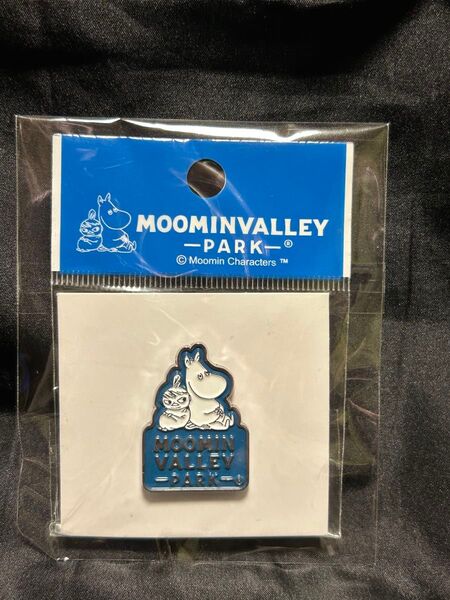 MOOMINVALLEY
—PARK—®
© Moomin Characters ™
MOOMIN
VALLEY
—PARK—®